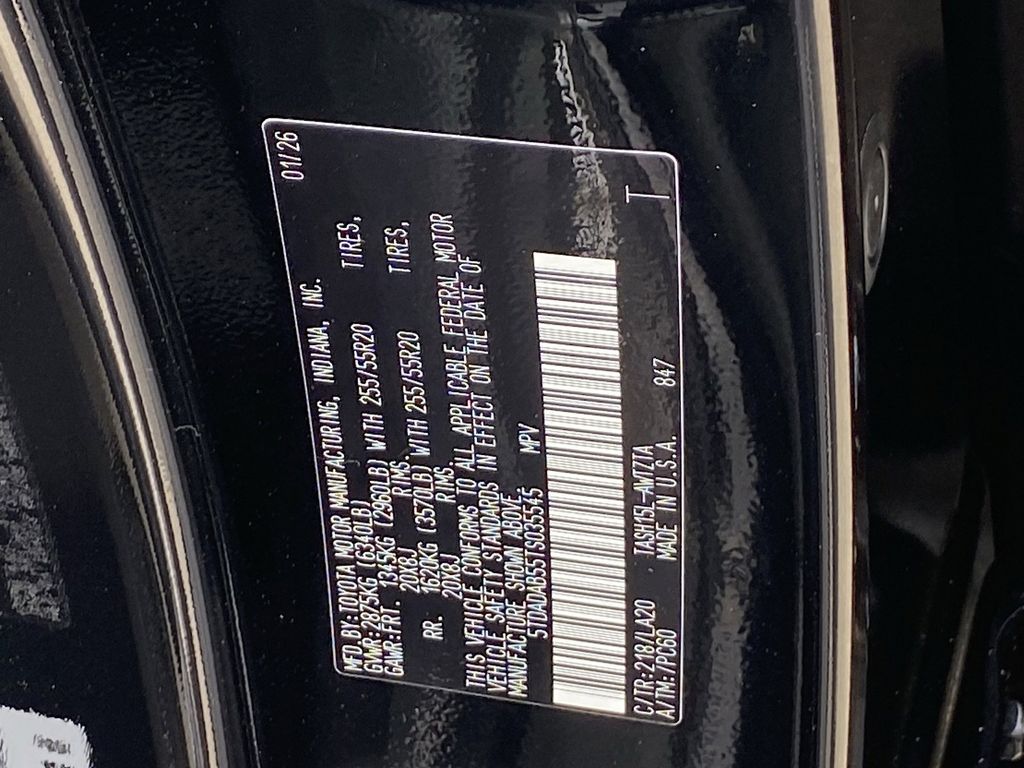 MFD.BY:TOYOTA MOTOR MANUFACTURING, INDIANA, INC. 01/26
GVWR:2875KG (6340LB)
GAWR:FRT. 1345KG (2960LB) WITH 255/55R20 TIRES,
20X8J RIMS
RR. 1620KG (3570LB) WITH 255/55R20 TIRES,
20X8J RIMS.
THIS VEHICLE CONFORMS TO ALL APPLICABLE FEDERAL MOTOR
VEHICLE SAFETY STANDARDS IN EFFECT ON THE DATE OF
MANUFACTURE SHOWN ABOVE.
5TDADAB55TS035545 MPV
C/TR:218/LA20 TASH15L-AWTZTA 847
A/TM:/PC60 MADE IN U.S.A. T